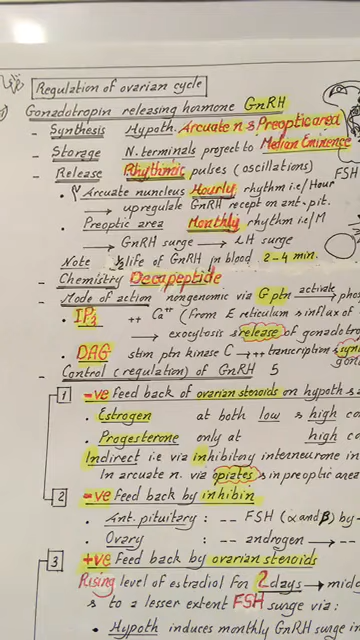 Regulation of ovarian cycle
Gonadotropin releasing hormone GnRH
- Synthesis Hypoth. Arcuate n & Preoptic area
- Storage N. terminals project to Median Eminence
- Release Rhythmic pulses (oscillations) FSH
• Arcuate nuncleus Hourly rhythm i.e/Hour
→ upregulate GnRH recept on ant. pit.
• Preoptic area Monthly rhythm i.e/M
→ GnRH surge → LH surge
Note ½ life of GnRH in blood 2-4 min.
- Chemistry Decapeptide
- Mode of action nongenomic via G ptn activate
• IP3 ++ Ca++ (From E reticulum & influx of
→ exocytosis & release of gonadotro
• DAG stim ptn kinase C → ++ transcription & syn
- Control (regulation) of GnRH 5
1 -ve Feed back of ovarian steroids on hypoth &
• Estrogen at both low & high co
• Progesterone only at high co
Indirect i.e via inhibitory interneurone in
In arcuate n. via opiates & in preoptic area
2 -ve Feed back by inhibin
• Ant. pituitary : -- FSH (α and β) by
• Ovary : -- androgen → --
3 +ve Feed back by ovarian steroids
Rising level of estradiol for 2 days → mid
& to a lesser extent FSH surge via:
• Hypoth induces monthly GnRH surge i